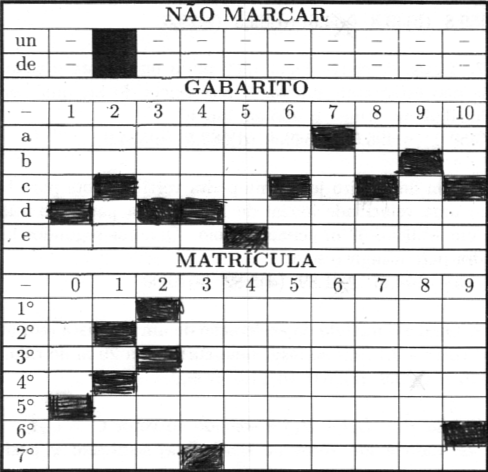 NÃO MARCAR
un – – – – – – – – –
de – – – – – – – – –
GABARITO
– 1 2 3 4 5 6 7 8 9 10
a
b
c
d
e
MATRÍCULA
– 0 1 2 3 4 5 6 7 8 9
1°
2°
3°
4°
5°
6°
7°